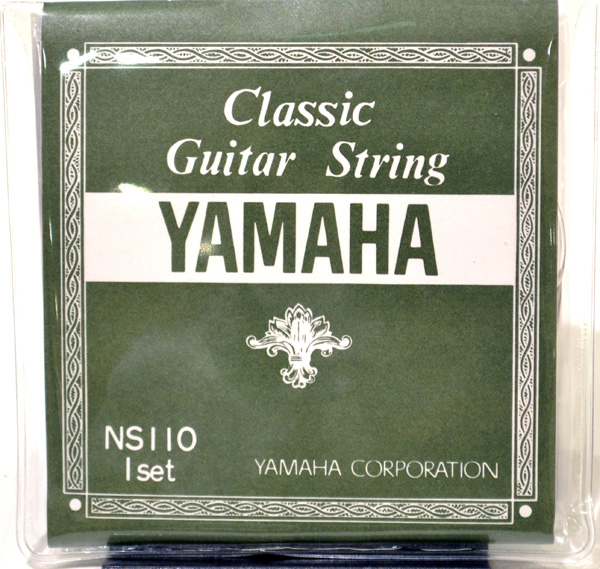 Classic
Guitar String
YAMAHA
NS110
1set
YAMAHA CORPORATION